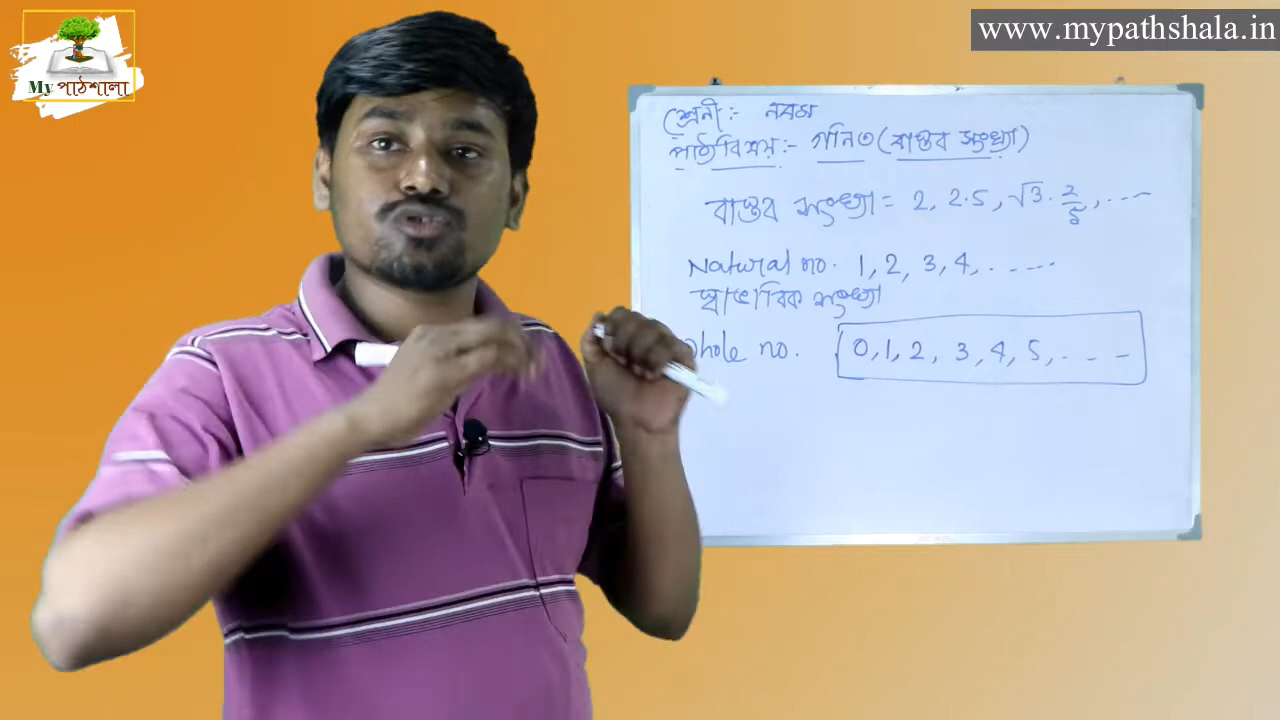 www.mypathshala.in
My পাঠশালা
শ্রেনী :- নবম
পাঠ্যবিষয় :- গনিত (বাস্তব সংখ্যা)
বাস্তব সংখ্যা = 2, 2.5, √3. 2/5, ....
Natural no. 1, 2, 3, 4, . ....
স্বাভাবিক সংখ্যা
whole no. 0, 1, 2, 3, 4, 5, . ...